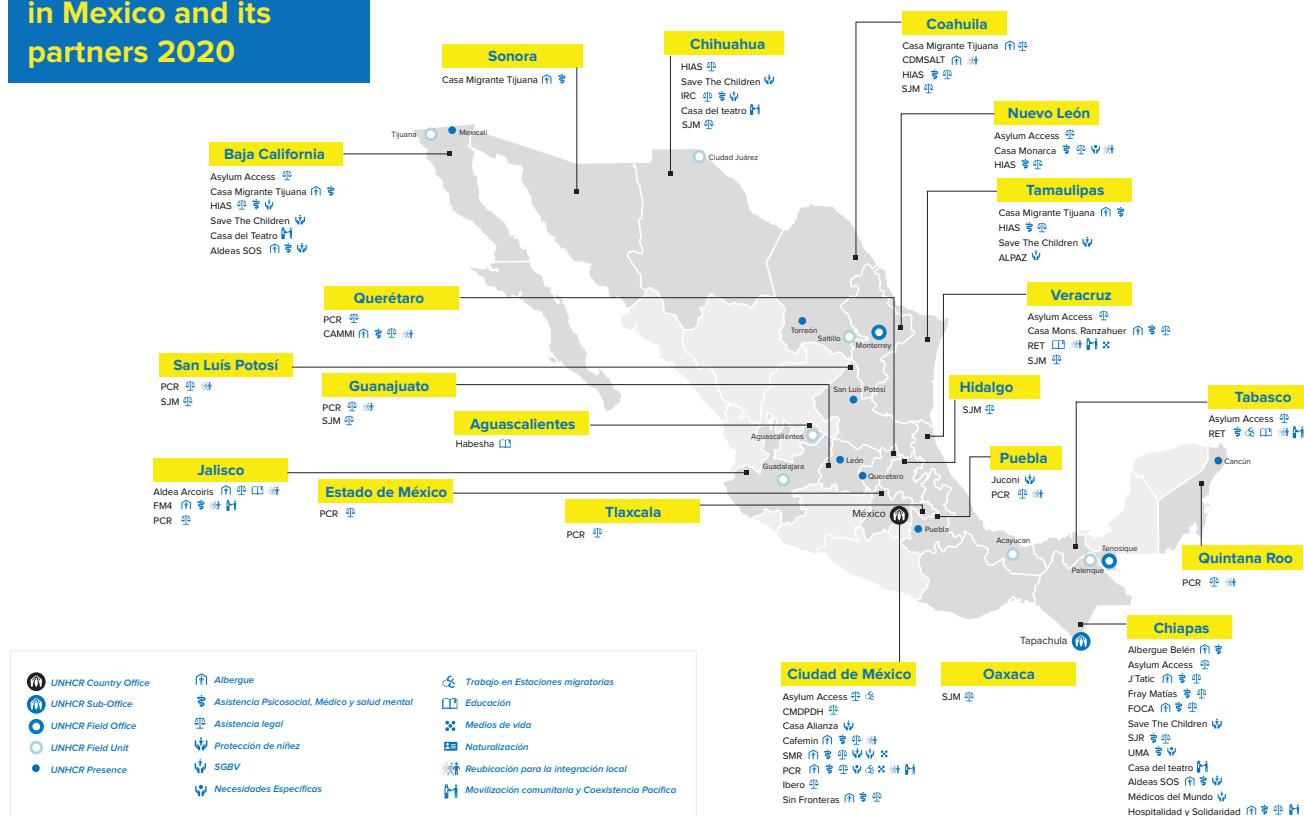 in Mexico and its
partners 2020
Sonora
Casa Migrante Tijuana
Chihuahua
HIAS
Save The Children
IRC
Casa del teatro
SJM
Coahuila
Casa Migrante Tijuana
CDMSALT
HIAS
SJM
Nuevo León
Asylum Access
Casa Monarca
HIAS
Tamaulipas
Casa Migrante Tijuana
HIAS
Save The Children
ALPAZ
Baja California
Asylum Access
Casa Migrante Tijuana
HIAS
Save The Children
Casa del Teatro
Aldeas SOS
Querétaro
PCR
CAMMI
Veracruz
Asylum Access
Casa Mons. Ranzahuer
RET
SJM
San Luís Potosí
PCR
SJM
Guanajuato
PCR
SJM
Hidalgo
SJM
Tabasco
Asylum Access
RET
Aguascalientes
Habesha
Puebla
Juconi
PCR
Jalisco
Aldea Arcoiris
FM4
PCR
Estado de México
PCR
Tlaxcala
PCR
Quintana Roo
PCR
Chiapas
Albergue Belén
Asylum Access
J'Tatic
Fray Matías
FOCA
Save The Children
SJR
UMA
Casa del teatro
Aldeas SOS
Médicos del Mundo
Hospitalidad y Solidaridad
Ciudad de México
Asylum Access
CMDPDH
Casa Alianza
Cafemin
SMR
PCR
Ibero
Sin Fronteras
Oaxaca
SJM
Tijuana
Mexicali
Ciudad Juárez
Torreón
Saltillo
Monterrey
San Luís Potosí
Aguascalientes
Guadalajara
León
Querétaro
México
Puebla
Acayucan
Tenosique
Palenque
Cancún
Tapachula
UNHCR Country Office
UNHCR Sub-Office
UNHCR Field Office
UNHCR Field Unit
UNHCR Presence
Albergue
Asistencia Psicosocial, Médico y salud mental
Asistencia legal
Protección de niñez
SGBV
Necesidades Específicas
Trabajo en Estaciones migratorias
Educación
Medios de vida
Naturalización
Reubicación para la integración local
Movilización comunitaria y Coexistencia Pacífica